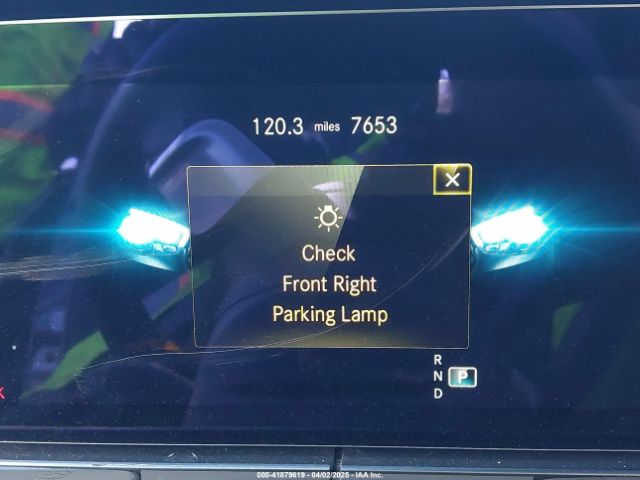 120.3 miles 7653
X
Check
Front Right
Parking Lamp
R
N P
D
000-41879619 - 04/02/2025 - IAA Inc.